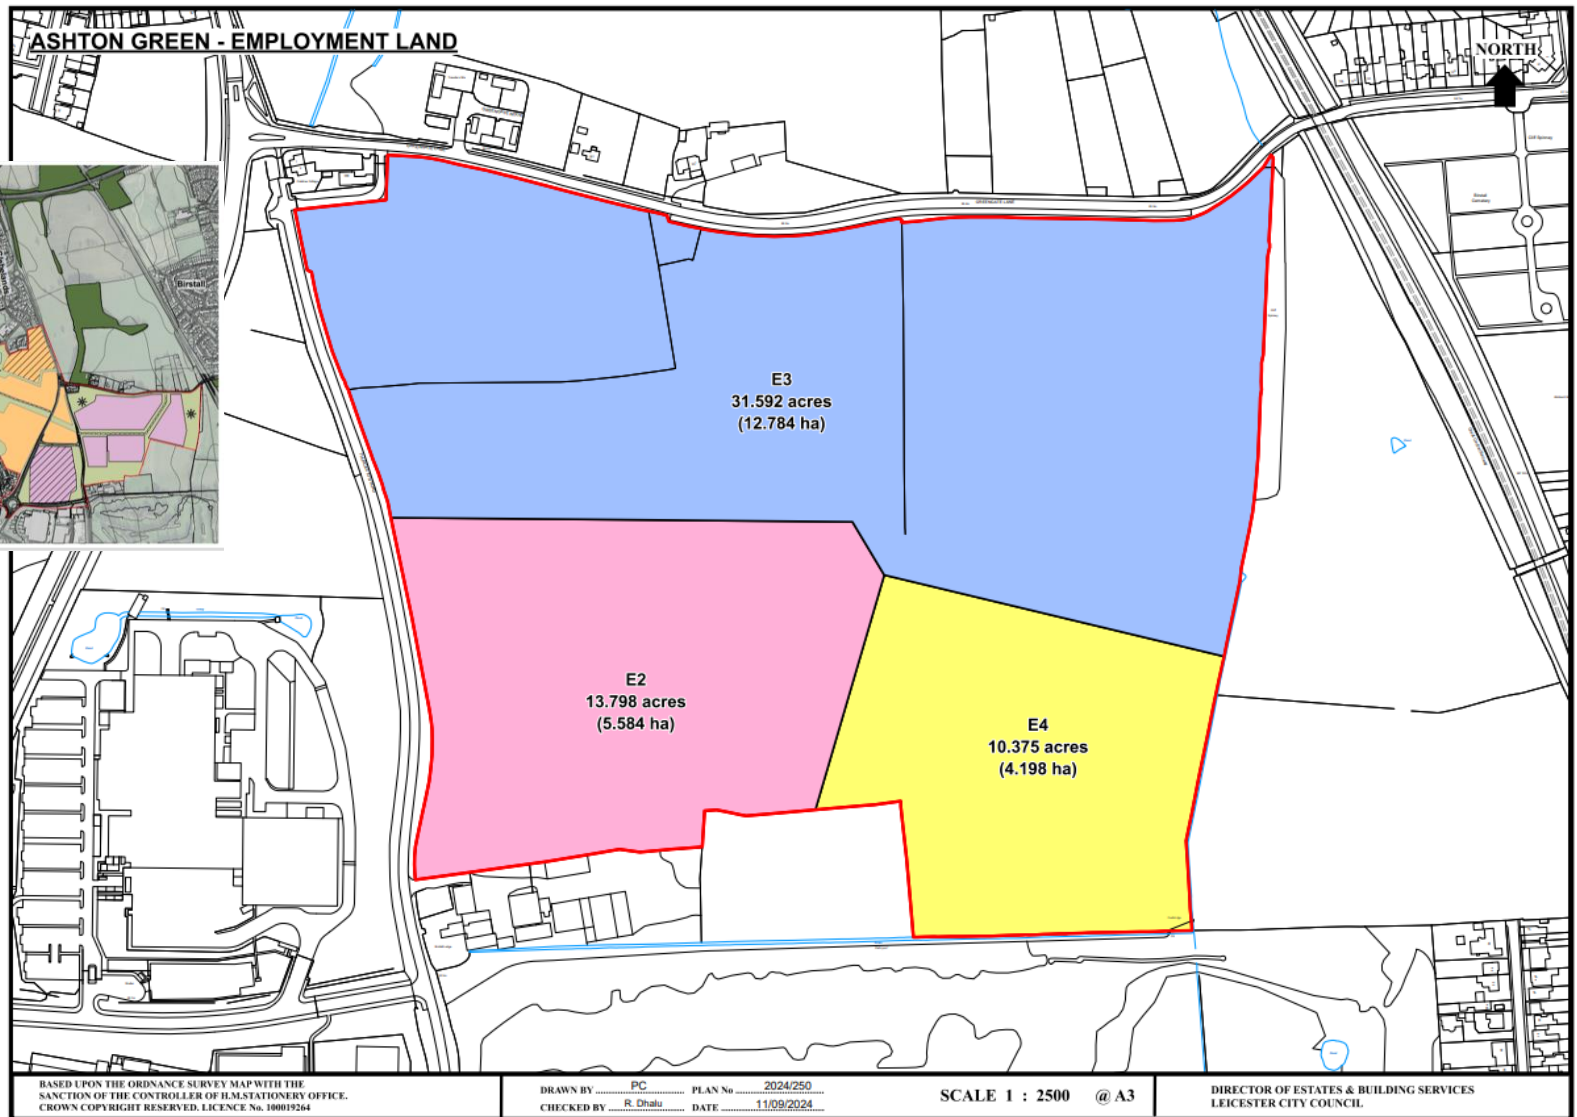 ASHTON GREEN - EMPLOYMENT LAND
NORTH
Birstall
GREENGATE LANE
E3
31.592 acres
(12.784 ha)
E2
13.798 acres
(5.584 ha)
E4
10.375 acres
(4.198 ha)
BASED UPON THE ORDNANCE SURVEY MAP WITH THE
SANCTION OF THE CONTROLLER OF H.M.STATIONERY OFFICE.
CROWN COPYRIGHT RESERVED. LICENCE No. 100019264
DRAWN BY PC PLAN No 2024/250
CHECKED BY R. Dhalu DATE 11/09/2024
SCALE 1 : 2500 @ A3
DIRECTOR OF ESTATES & BUILDING SERVICES
LEICESTER CITY COUNCIL